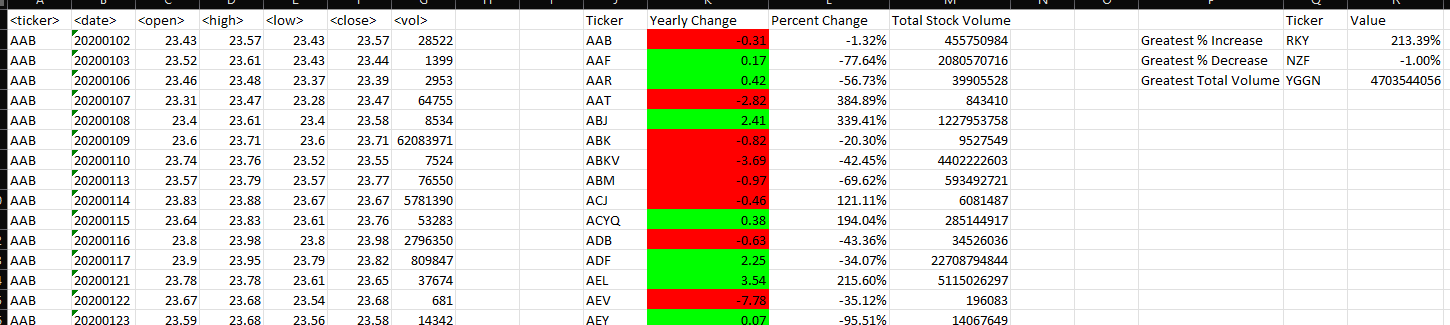 <ticker> <date> <open> <high> <low> <close> <vol> Ticker Yearly Change Percent Change Total Stock Volume Ticker Value
AAB 20200102 23.43 23.57 23.43 23.57 28522 AAB -0.31 -1.32% 455750984 Greatest % Increase RKY 213.39%
AAB 20200103 23.52 23.61 23.43 23.44 1399 AAF 0.17 -77.64% 2080570716 Greatest % Decrease NZF -1.00%
AAB 20200106 23.46 23.48 23.37 23.39 2953 AAR 0.42 -56.73% 39905528 Greatest Total Volume YGGN 4703544056
AAB 20200107 23.31 23.47 23.28 23.47 64755 AAT -2.82 384.89% 843410
AAB 20200108 23.4 23.61 23.4 23.58 8534 ABJ 2.41 339.41% 1227953758
AAB 20200109 23.6 23.71 23.6 23.71 62083971 ABK -0.82 -20.30% 9527549
AAB 20200110 23.74 23.76 23.52 23.55 7524 ABKV -3.69 -42.45% 4402222603
AAB 20200113 23.57 23.79 23.57 23.77 76550 ABM -0.97 -69.62% 593492721
AAB 20200114 23.83 23.88 23.67 23.67 5781390 ACJ -0.46 121.11% 6081487
AAB 20200115 23.64 23.83 23.61 23.76 53283 ACYQ 0.38 194.04% 285144917
AAB 20200116 23.8 23.98 23.8 23.98 2796350 ADB -0.63 -43.36% 34526036
AAB 20200117 23.9 23.95 23.79 23.82 809847 ADF 2.25 -34.07% 22708794844
AAB 20200121 23.78 23.78 23.61 23.65 37674 AEL 3.54 215.60% 5115026297
AAB 20200122 23.67 23.68 23.54 23.68 681 AEV -7.78 -35.12% 196083
AAB 20200123 23.59 23.68 23.56 23.58 14342 AEY 0.07 -95.51% 14067649